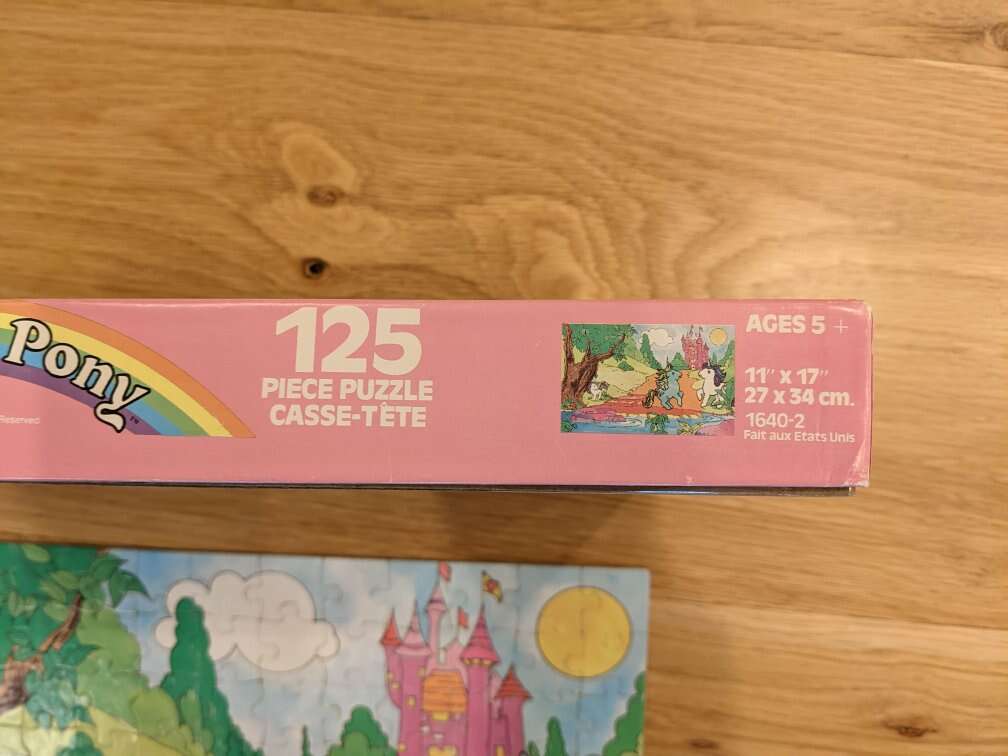 Pony
TM
Reserved
125
PIECE PUZZLE
CASSE-TÊTE
AGES 5 +
11" x 17"
27 x 34 cm.
1640-2
Fait aux Etats Unis